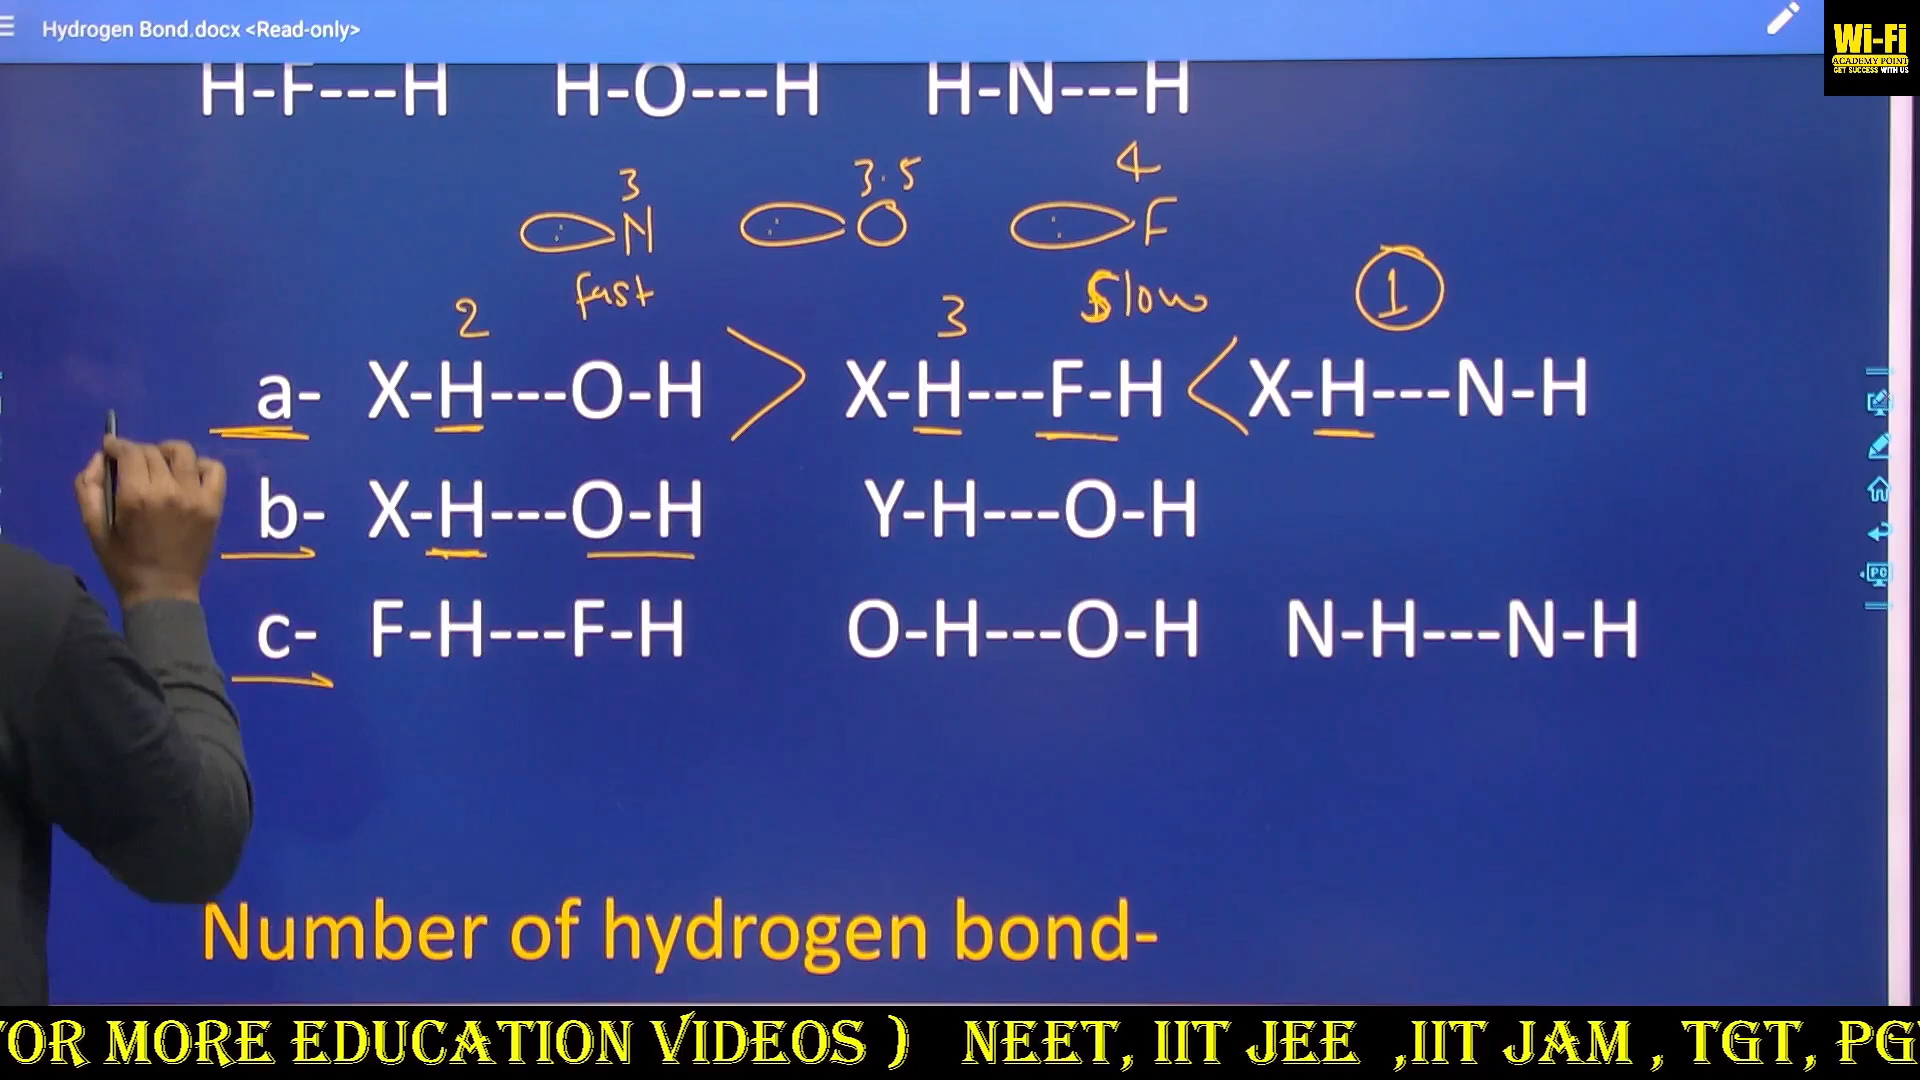 Hydrogen Bond.docx <Read-only>
Wi-Fi
ACADEMY POINT
GET SUCCESS WITH US
H-F---H H-O---H H-N---H
3 3.5 4
N O F
fast Slow
2 3 1
a- X-H---O-H > X-H---F-H < X-H---N-H
b- X-H---O-H Y-H---O-H
c- F-H---F-H O-H---O-H N-H---N-H
PC
Number of hydrogen bond-
OR MORE EDUCATION VIDEOS ) NEET, IIT JEE ,IIT JAM , TGT, PG